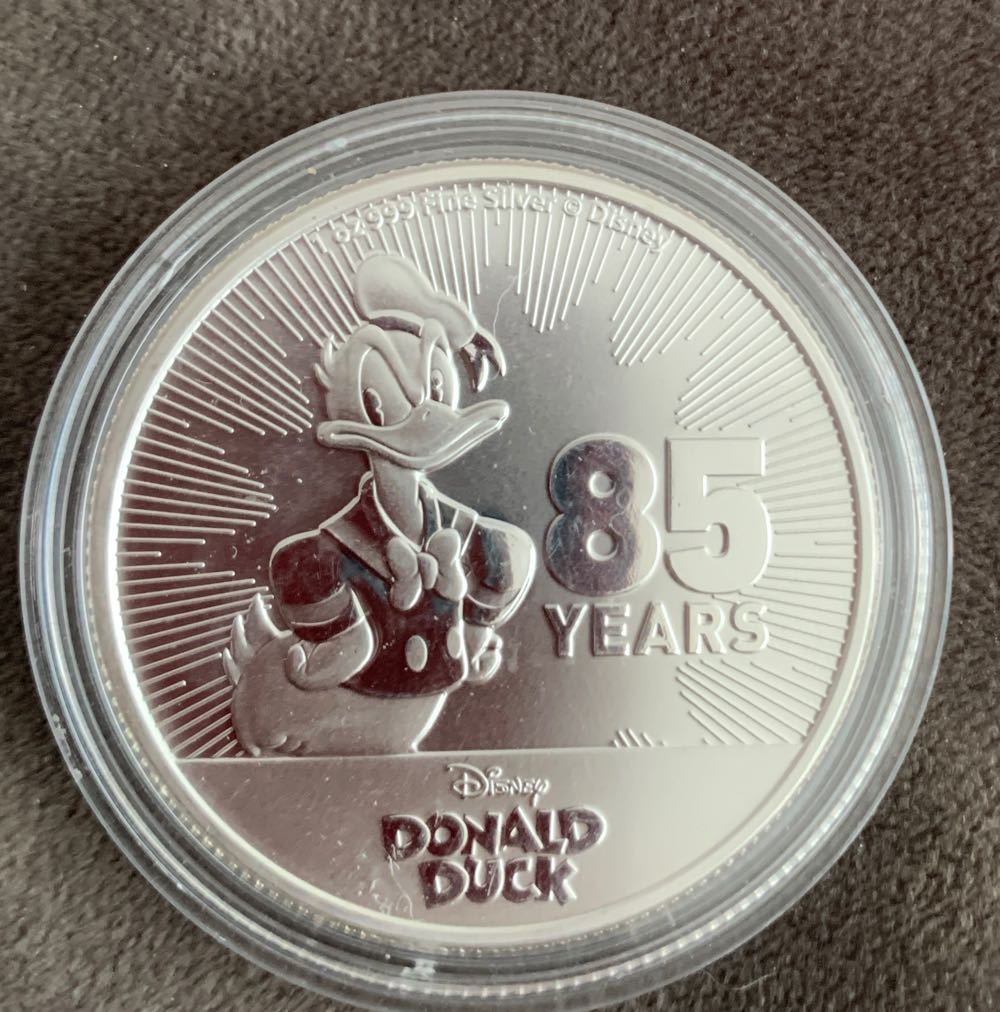 1 oz 999 Fine Silver © Disney
85
YEARS
Disney
DONALD
DUCK